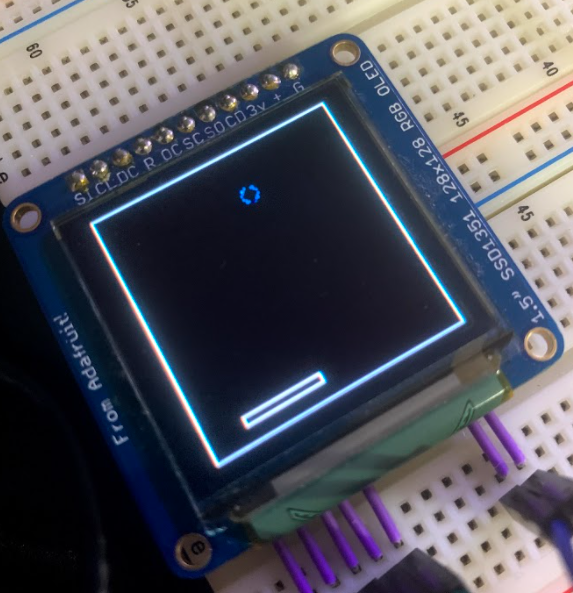 60
SI CL DC R OC SC SO CD 3v + G
1.5" SSD1351 128x128 RGB OLED
From Adafruit!
40
45
45